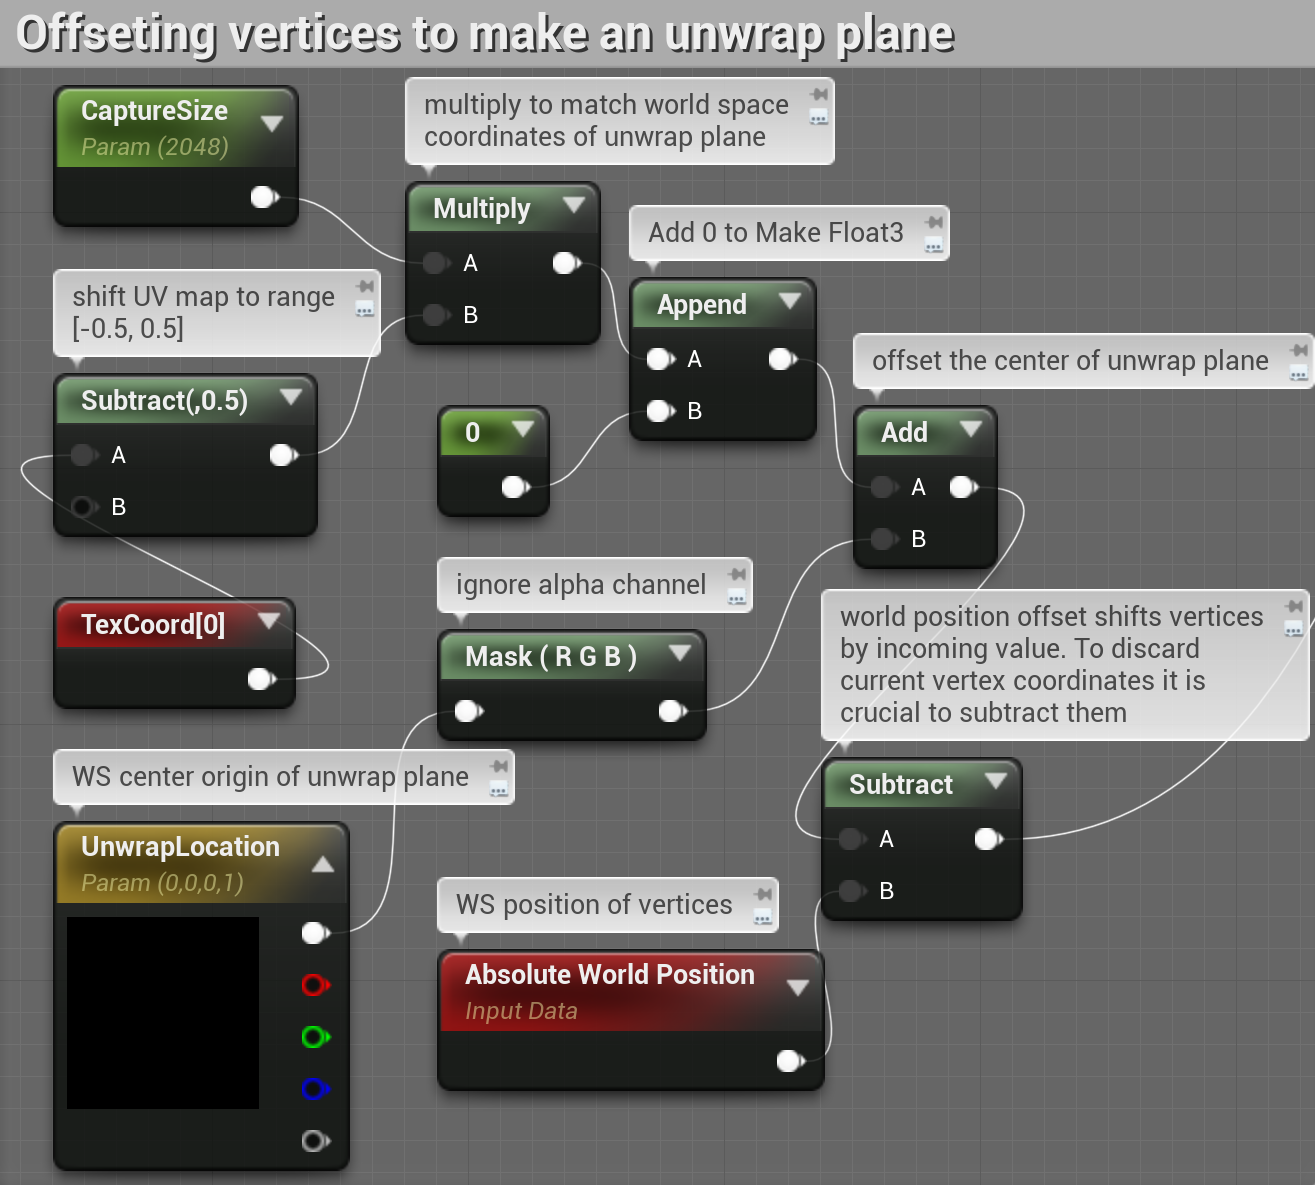 Offseting vertices to make an unwrap plane
CaptureSize
Param (2048)
multiply to match world space
coordinates of unwrap plane
Multiply
A
B
Add 0 to Make Float3
Append
A
B
shift UV map to range
[-0.5, 0.5]
Subtract(,0.5)
A
B
0
offset the center of unwrap plane
Add
A
B
TexCoord[0]
ignore alpha channel
Mask ( R G B )
world position offset shifts vertices
by incoming value. To discard
current vertex coordinates it is
crucial to subtract them
Subtract
A
B
WS center origin of unwrap plane
UnwrapLocation
Param (0,0,0,1)
WS position of vertices
Absolute World Position
Input Data